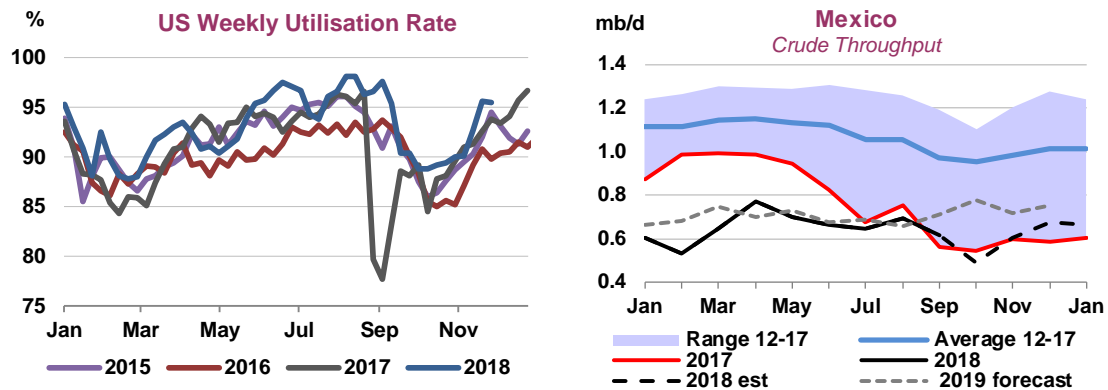 US Weekly Utilisation Rate
%
100
95
90
85
80
75
Jan Mar May Jul Sep Nov
2015 2016 2017 2018
Mexico
Crude Throughput
mb/d
1.4
1.2
1.0
0.8
0.6
0.4
Jan Mar May Jul Sep Nov Jan
Range 12-17 Average 12-17
2017 2018
2018 est 2019 forecast